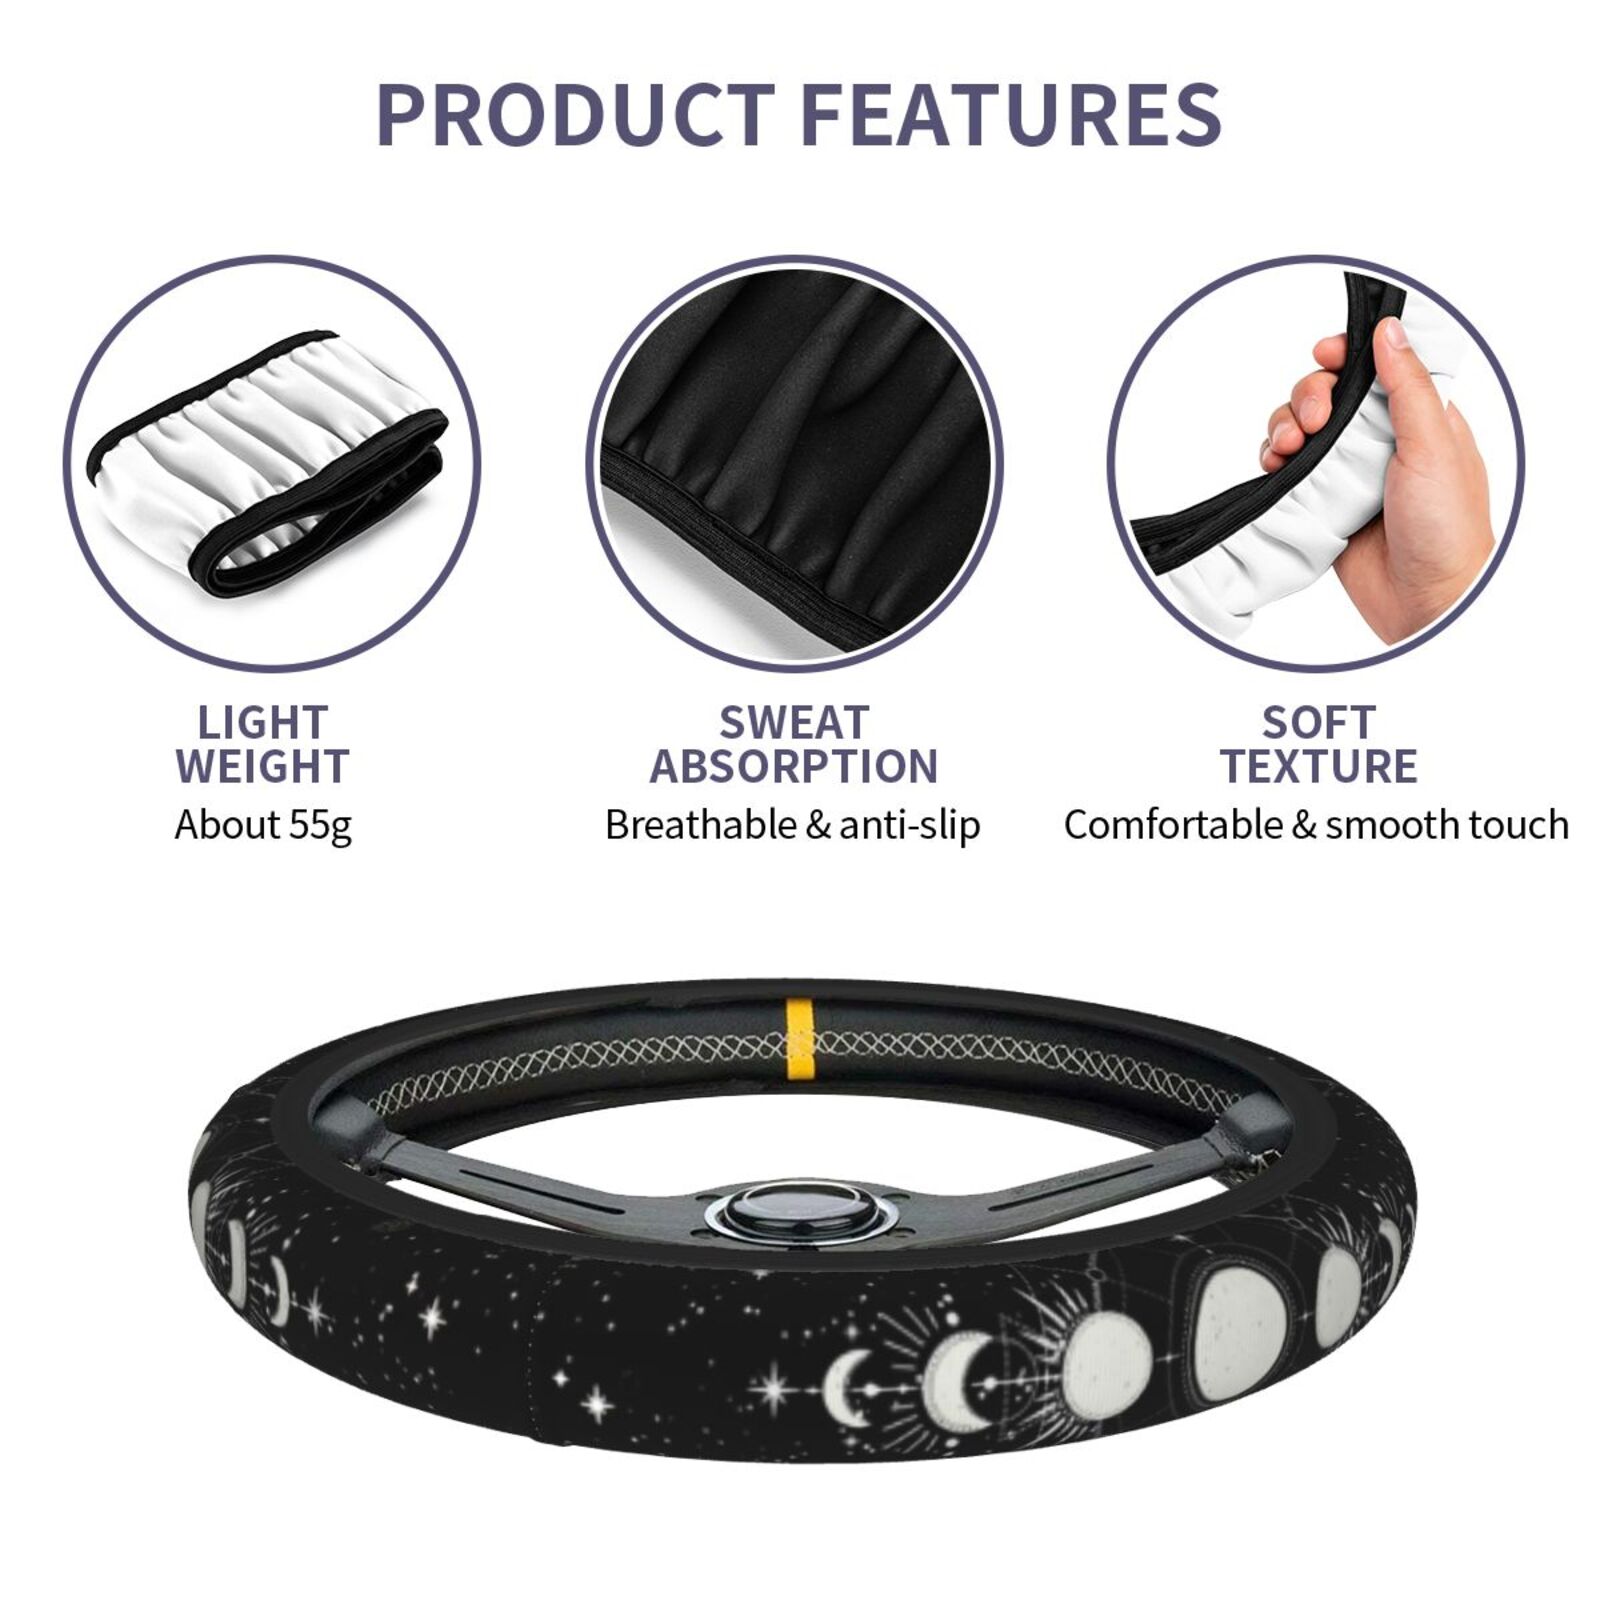 PRODUCT FEATURES
LIGHT
WEIGHT
About 55g
SWEAT
ABSORPTION
Breathable & anti-slip
SOFT
TEXTURE
Comfortable & smooth touch